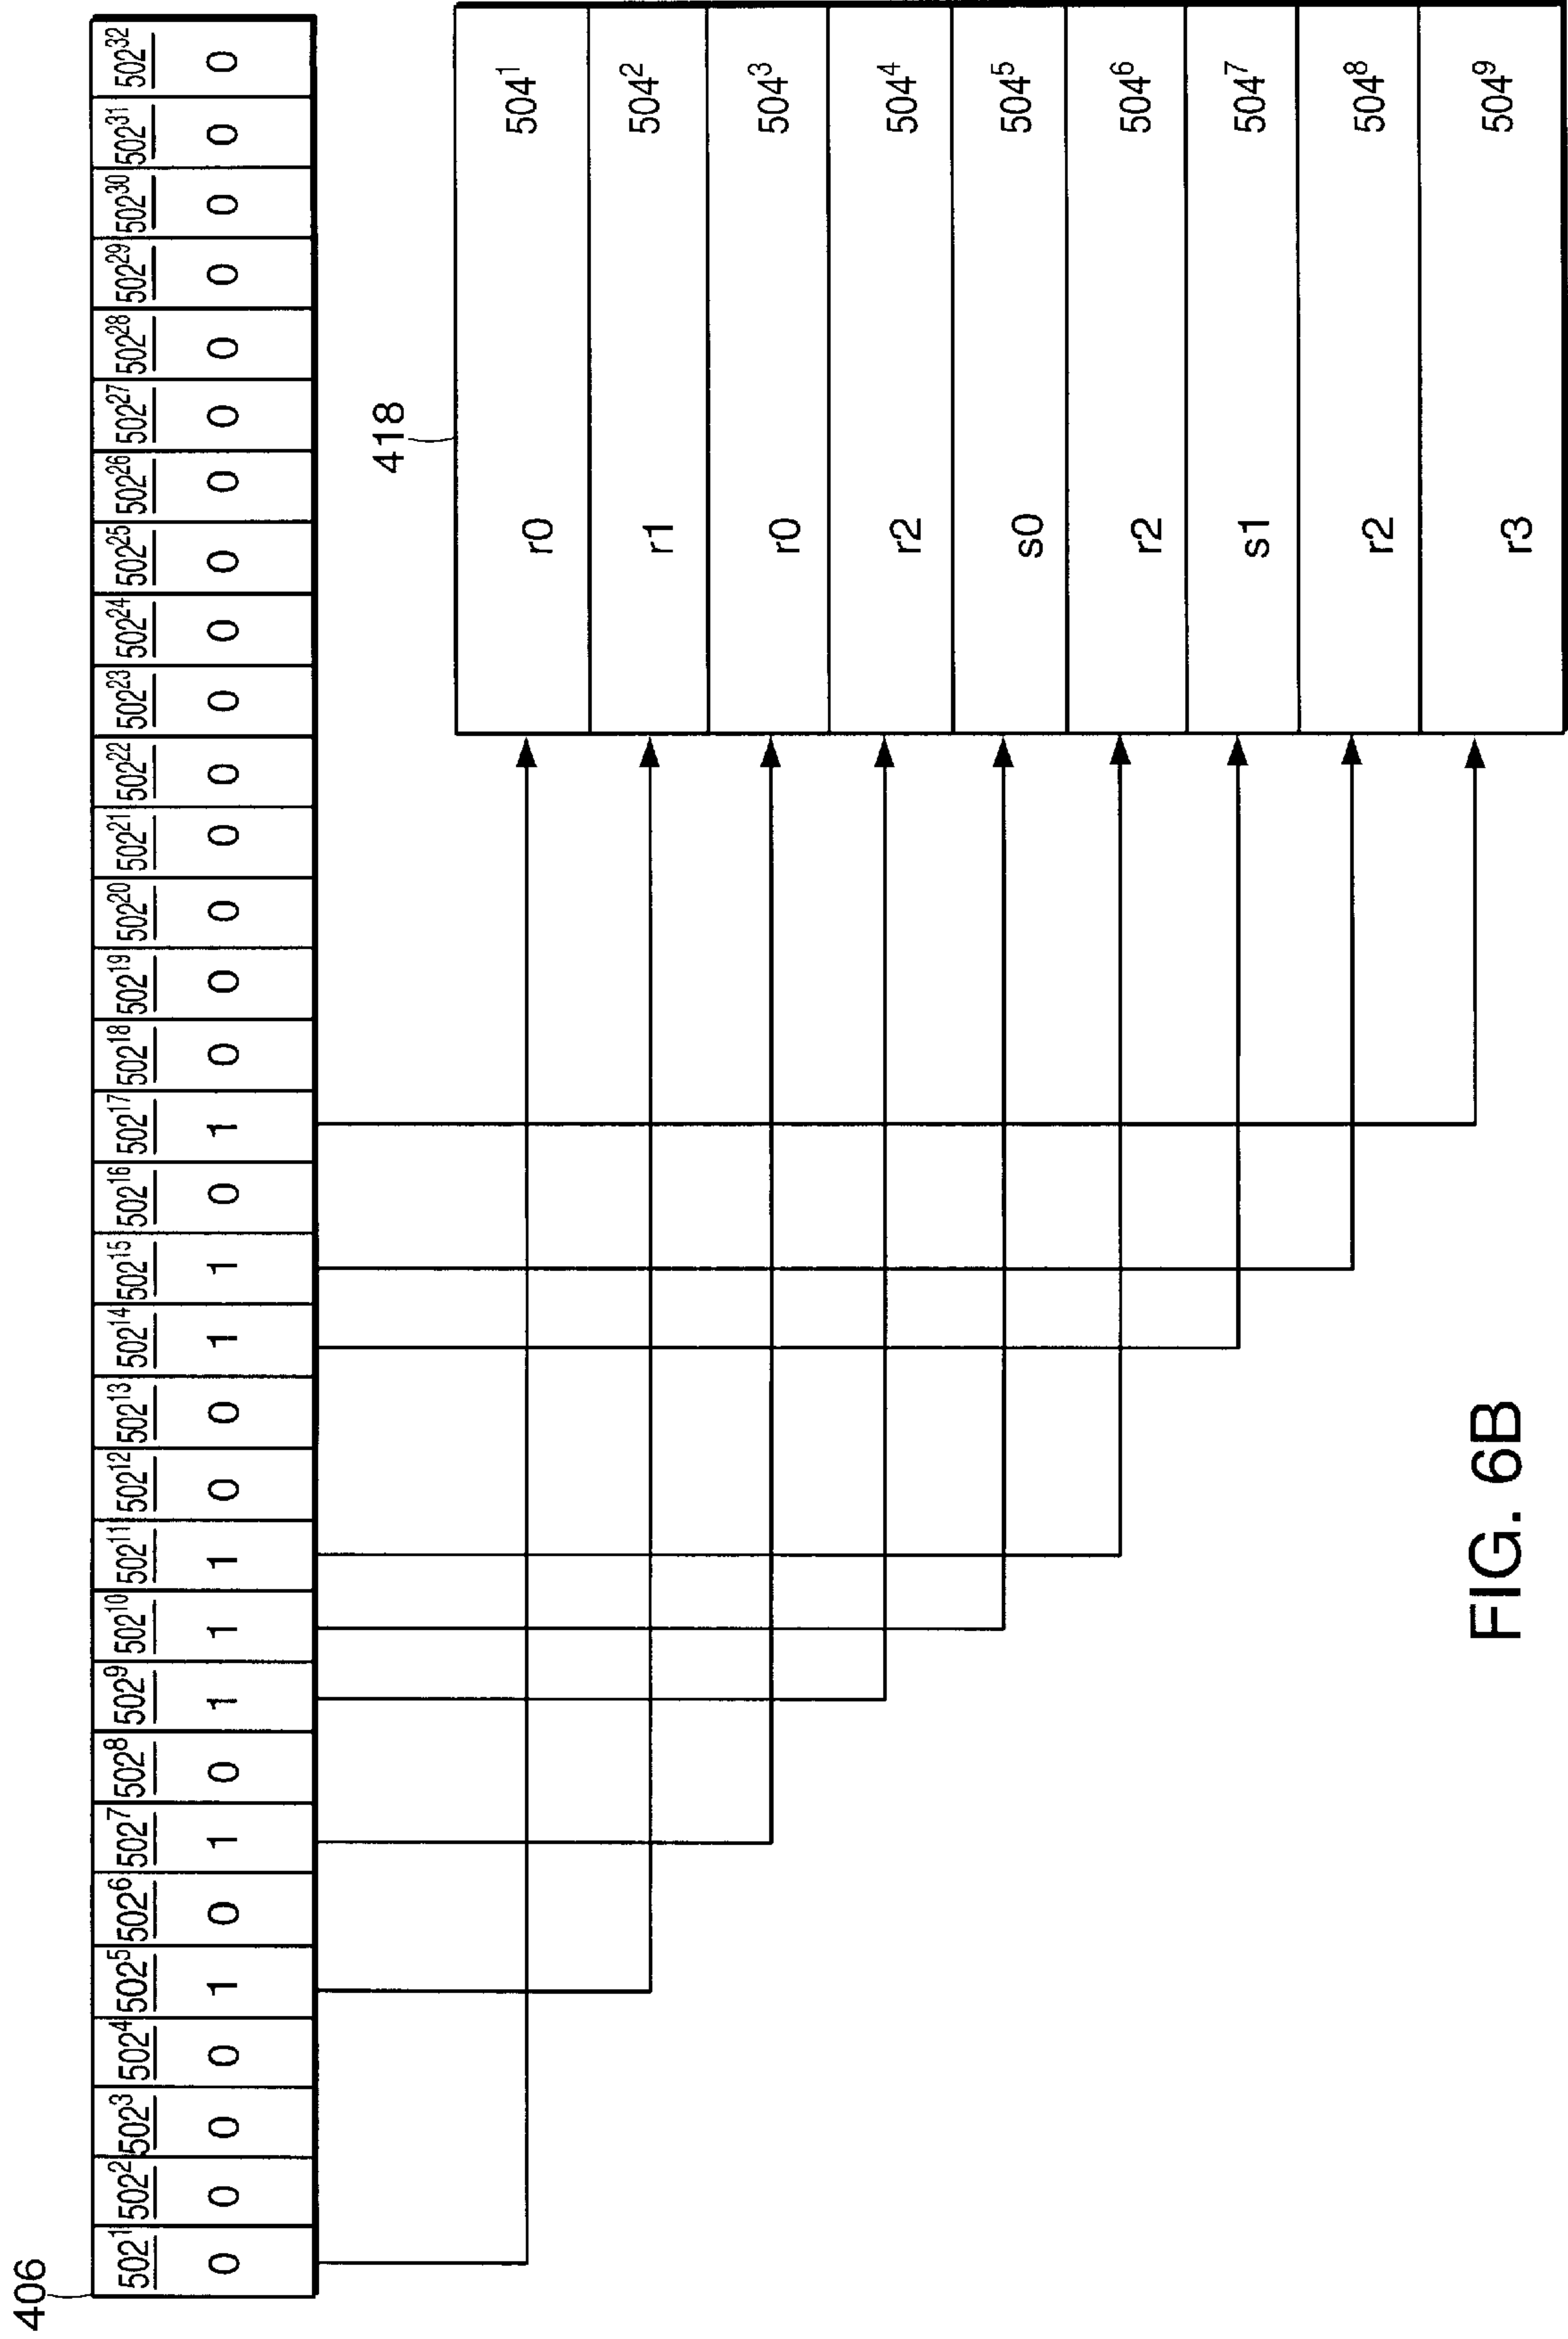 406
502¹ 502² 502³ 502⁴ 502⁵ 502⁶ 502⁷ 502⁸ 502⁹ 502¹⁰ 502¹¹ 502¹² 502¹³ 502¹⁴ 502¹⁵ 502¹⁶ 502¹⁷ 502¹⁸ 502¹⁹ 502²⁰ 502²¹ 502²² 502²³ 502²⁴ 502²⁵ 502²⁶ 502²⁷ 502²⁸ 502²⁹ 502³⁰ 502³¹ 502³²
0 0 0 0 1 0 1 0 1 1 1 0 0 1 1 0 1 0 0 0 0 0 0 0 0 0 0 0 0 0 0 0
418
r0 504¹
r1 504²
r0 504³
r2 504⁴
s0 504⁵
r2 504⁶
s1 504⁷
r2 504⁸
r3 504⁹
FIG. 6B